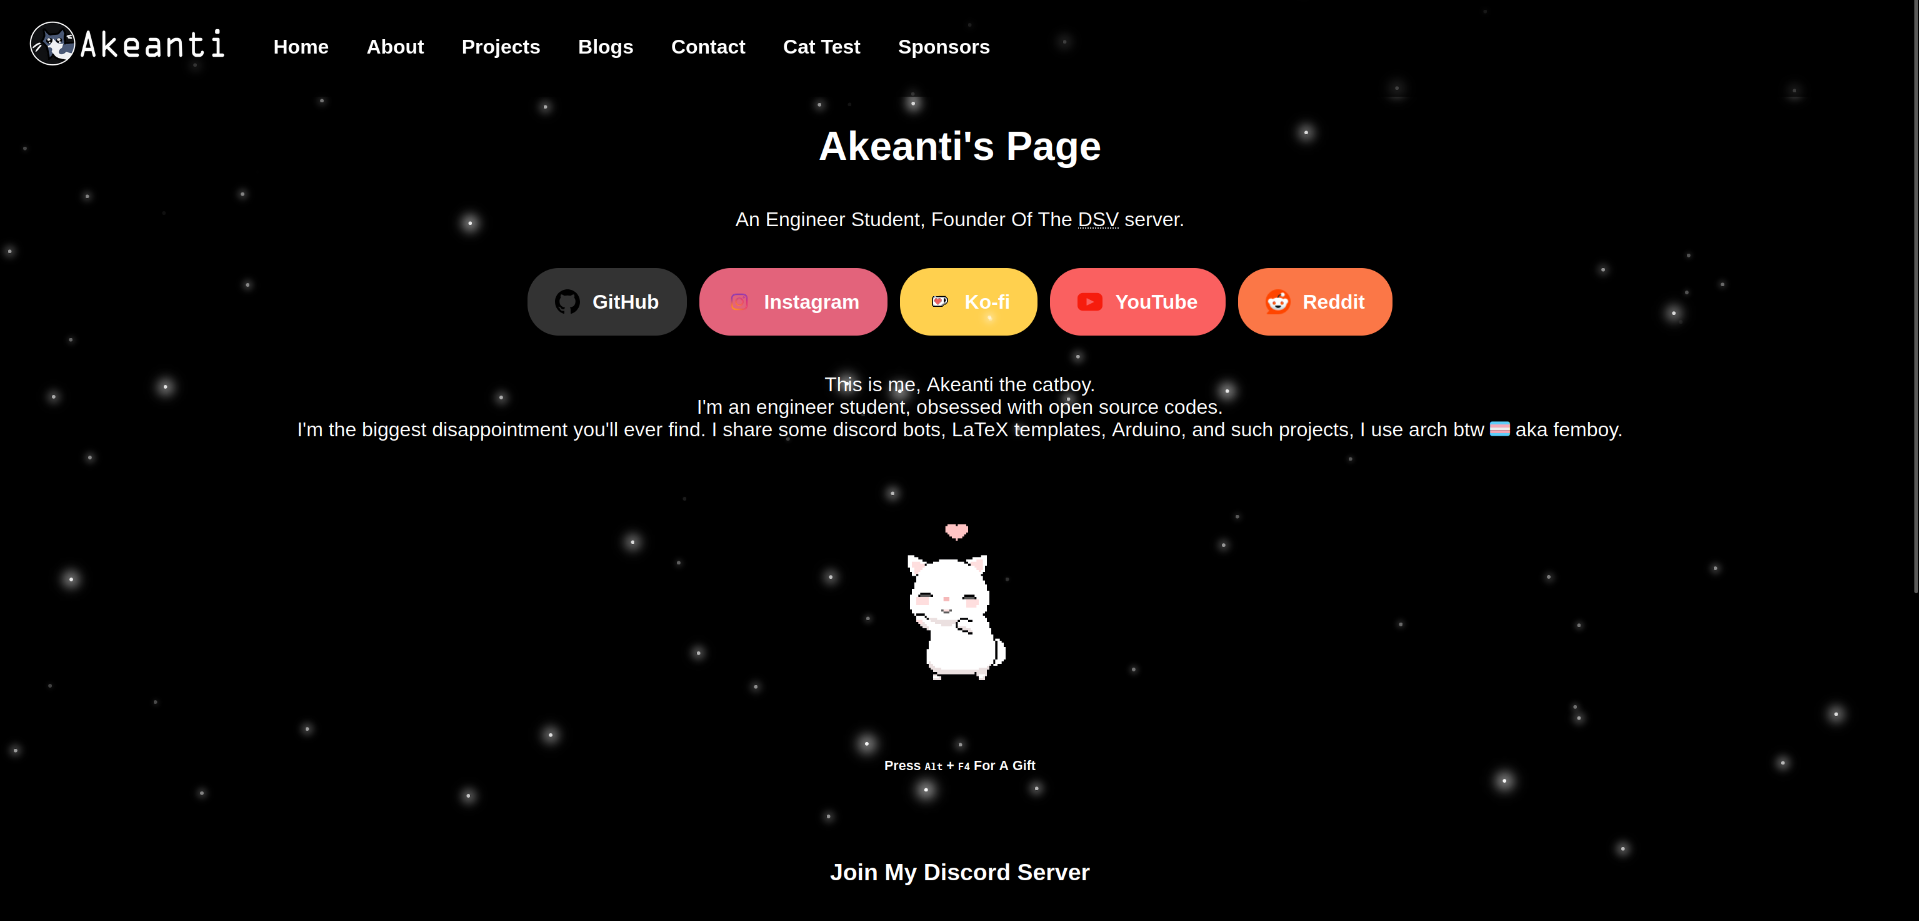 Akeanti
Home About Projects Blogs Contact Cat Test Sponsors
Akeanti's Page
An Engineer Student, Founder Of The DSV server.
GitHub Instagram Ko-fi YouTube Reddit
This is me, Akeanti the catboy.
I'm an engineer student, obsessed with open source codes.
I'm the biggest disappointment you'll ever find. I share some discord bots, LaTeX templates, Arduino, and such projects, I use arch btw 🏳️‍⚧️ aka femboy.
Press Alt + F4 For A Gift
Join My Discord Server